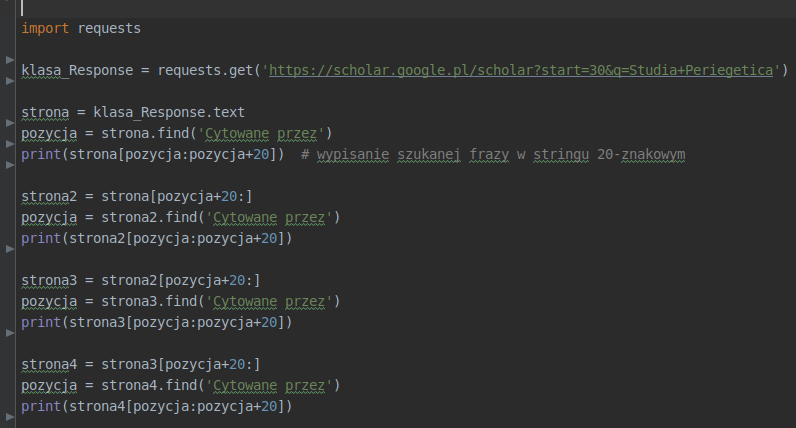 import requests
klasa_Response = requests.get('https://scholar.google.pl/scholar?start=30&q=Studia+Periegetica')
strona = klasa_Response.text
pozycja = strona.find('Cytowane przez')
print(strona[pozycja:pozycja+20])  # wypisanie szukanej frazy w stringu 20-znakowym
strona2 = strona[pozycja+20:]
pozycja = strona2.find('Cytowane przez')
print(strona2[pozycja:pozycja+20])
strona3 = strona2[pozycja+20:]
pozycja = strona3.find('Cytowane przez')
print(strona3[pozycja:pozycja+20])
strona4 = strona3[pozycja+20:]
pozycja = strona4.find('Cytowane przez')
print(strona4[pozycja:pozycja+20])